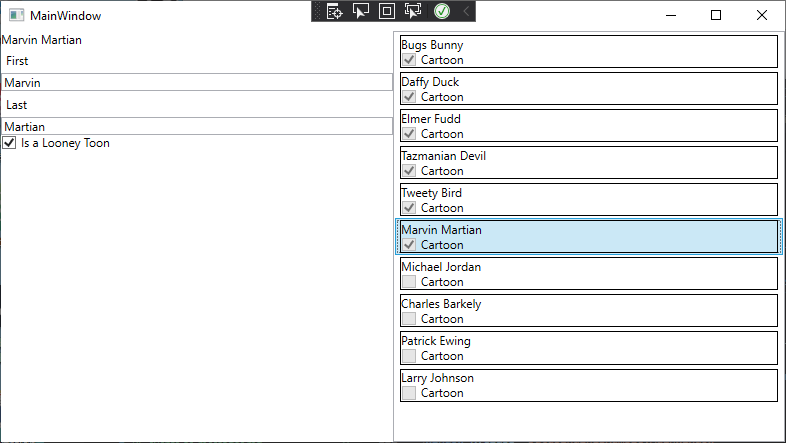 MainWindow
Marvin Martian
First
Marvin
Last
Martian
Is a Looney Toon
Bugs Bunny
Cartoon
Daffy Duck
Cartoon
Elmer Fudd
Cartoon
Tazmanian Devil
Cartoon
Tweety Bird
Cartoon
Marvin Martian
Cartoon
Michael Jordan
Cartoon
Charles Barkely
Cartoon
Patrick Ewing
Cartoon
Larry Johnson
Cartoon